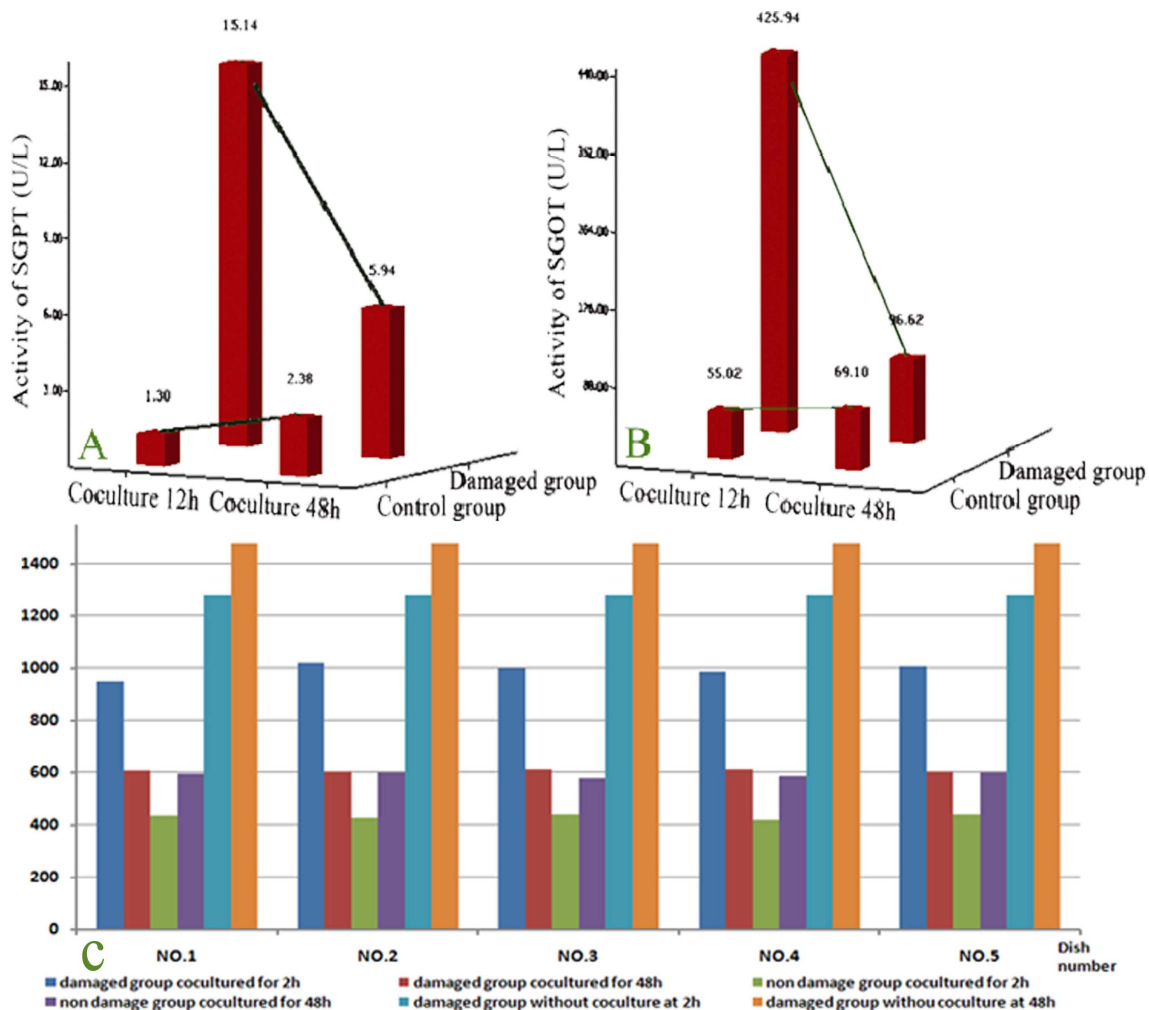 15.14
425.94
15.00
440.00
12.00
352.00
9.00
264.00
5.94
6.00
176.00
96.62
3.00
2.38
1.30
88.00
55.02
69.10
Activity of SGPT (U/L)
Activity of SGOT (U/L)
A
B
Coculture 12h
Coculture 48h
Control group
Damaged group
Coculture 12h
Coculture 48h
Control group
Damaged group
1400
1200
1000
800
600
400
200
0
C
NO.1
NO.2
NO.3
NO.4
NO.5
Dish
number
damaged group cocultured for 2h
damaged group cocultured for 48h
non damage group cocultured for 2h
non damage group cocultured for 48h
damaged group without coculture at 2h
damaged group withou coculture at 48h